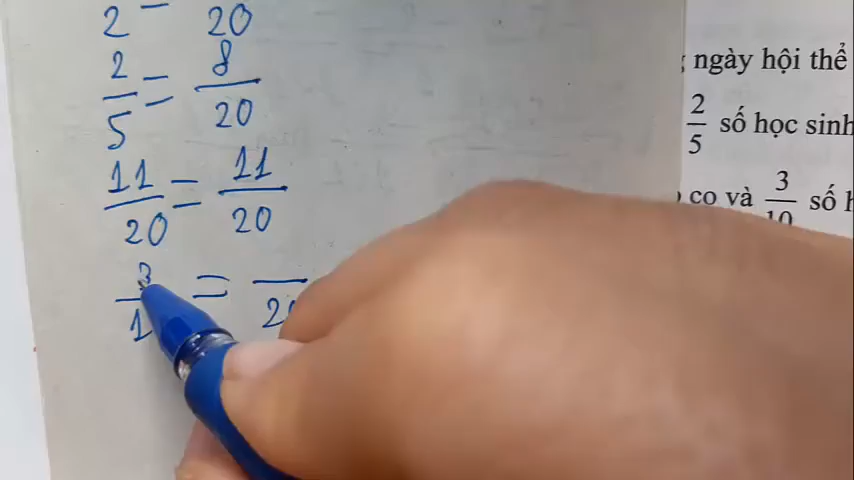 2 = 20
2/5 = 8/20
11/20 = 11/20
3/1 = /2
ngày hội thể
2/5 số học sinh
co và 3/10 số